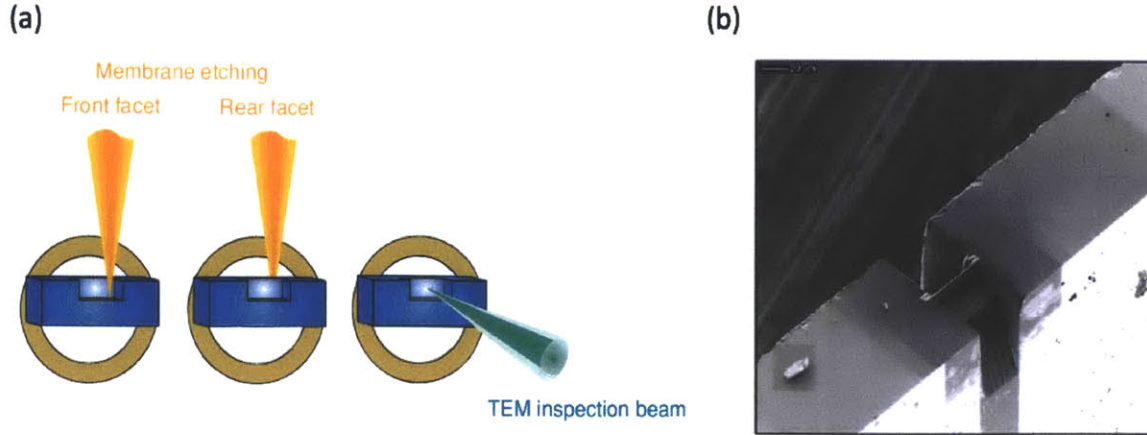 (a)
(b)
Membrane etching
Front facet
Rear facet
TEM inspection beam